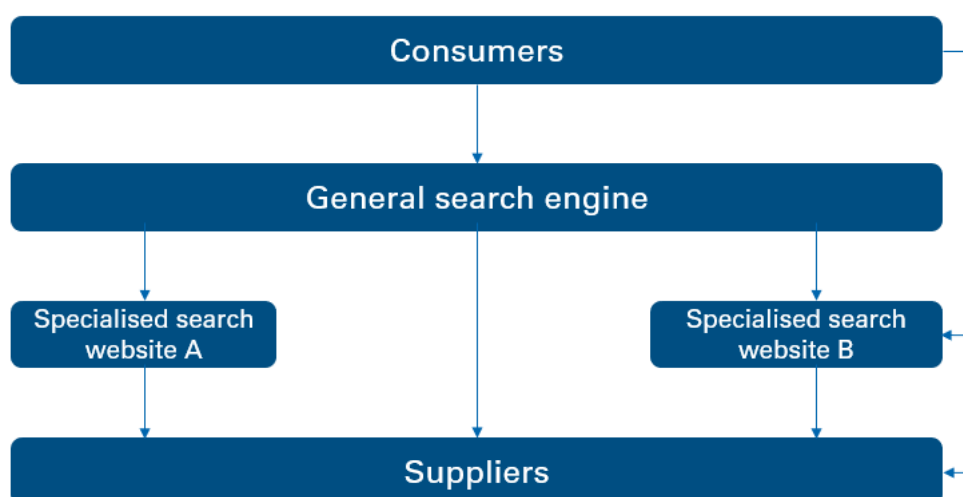 Consumers
General search engine
Specialised search
website A
Specialised search
website B
Suppliers